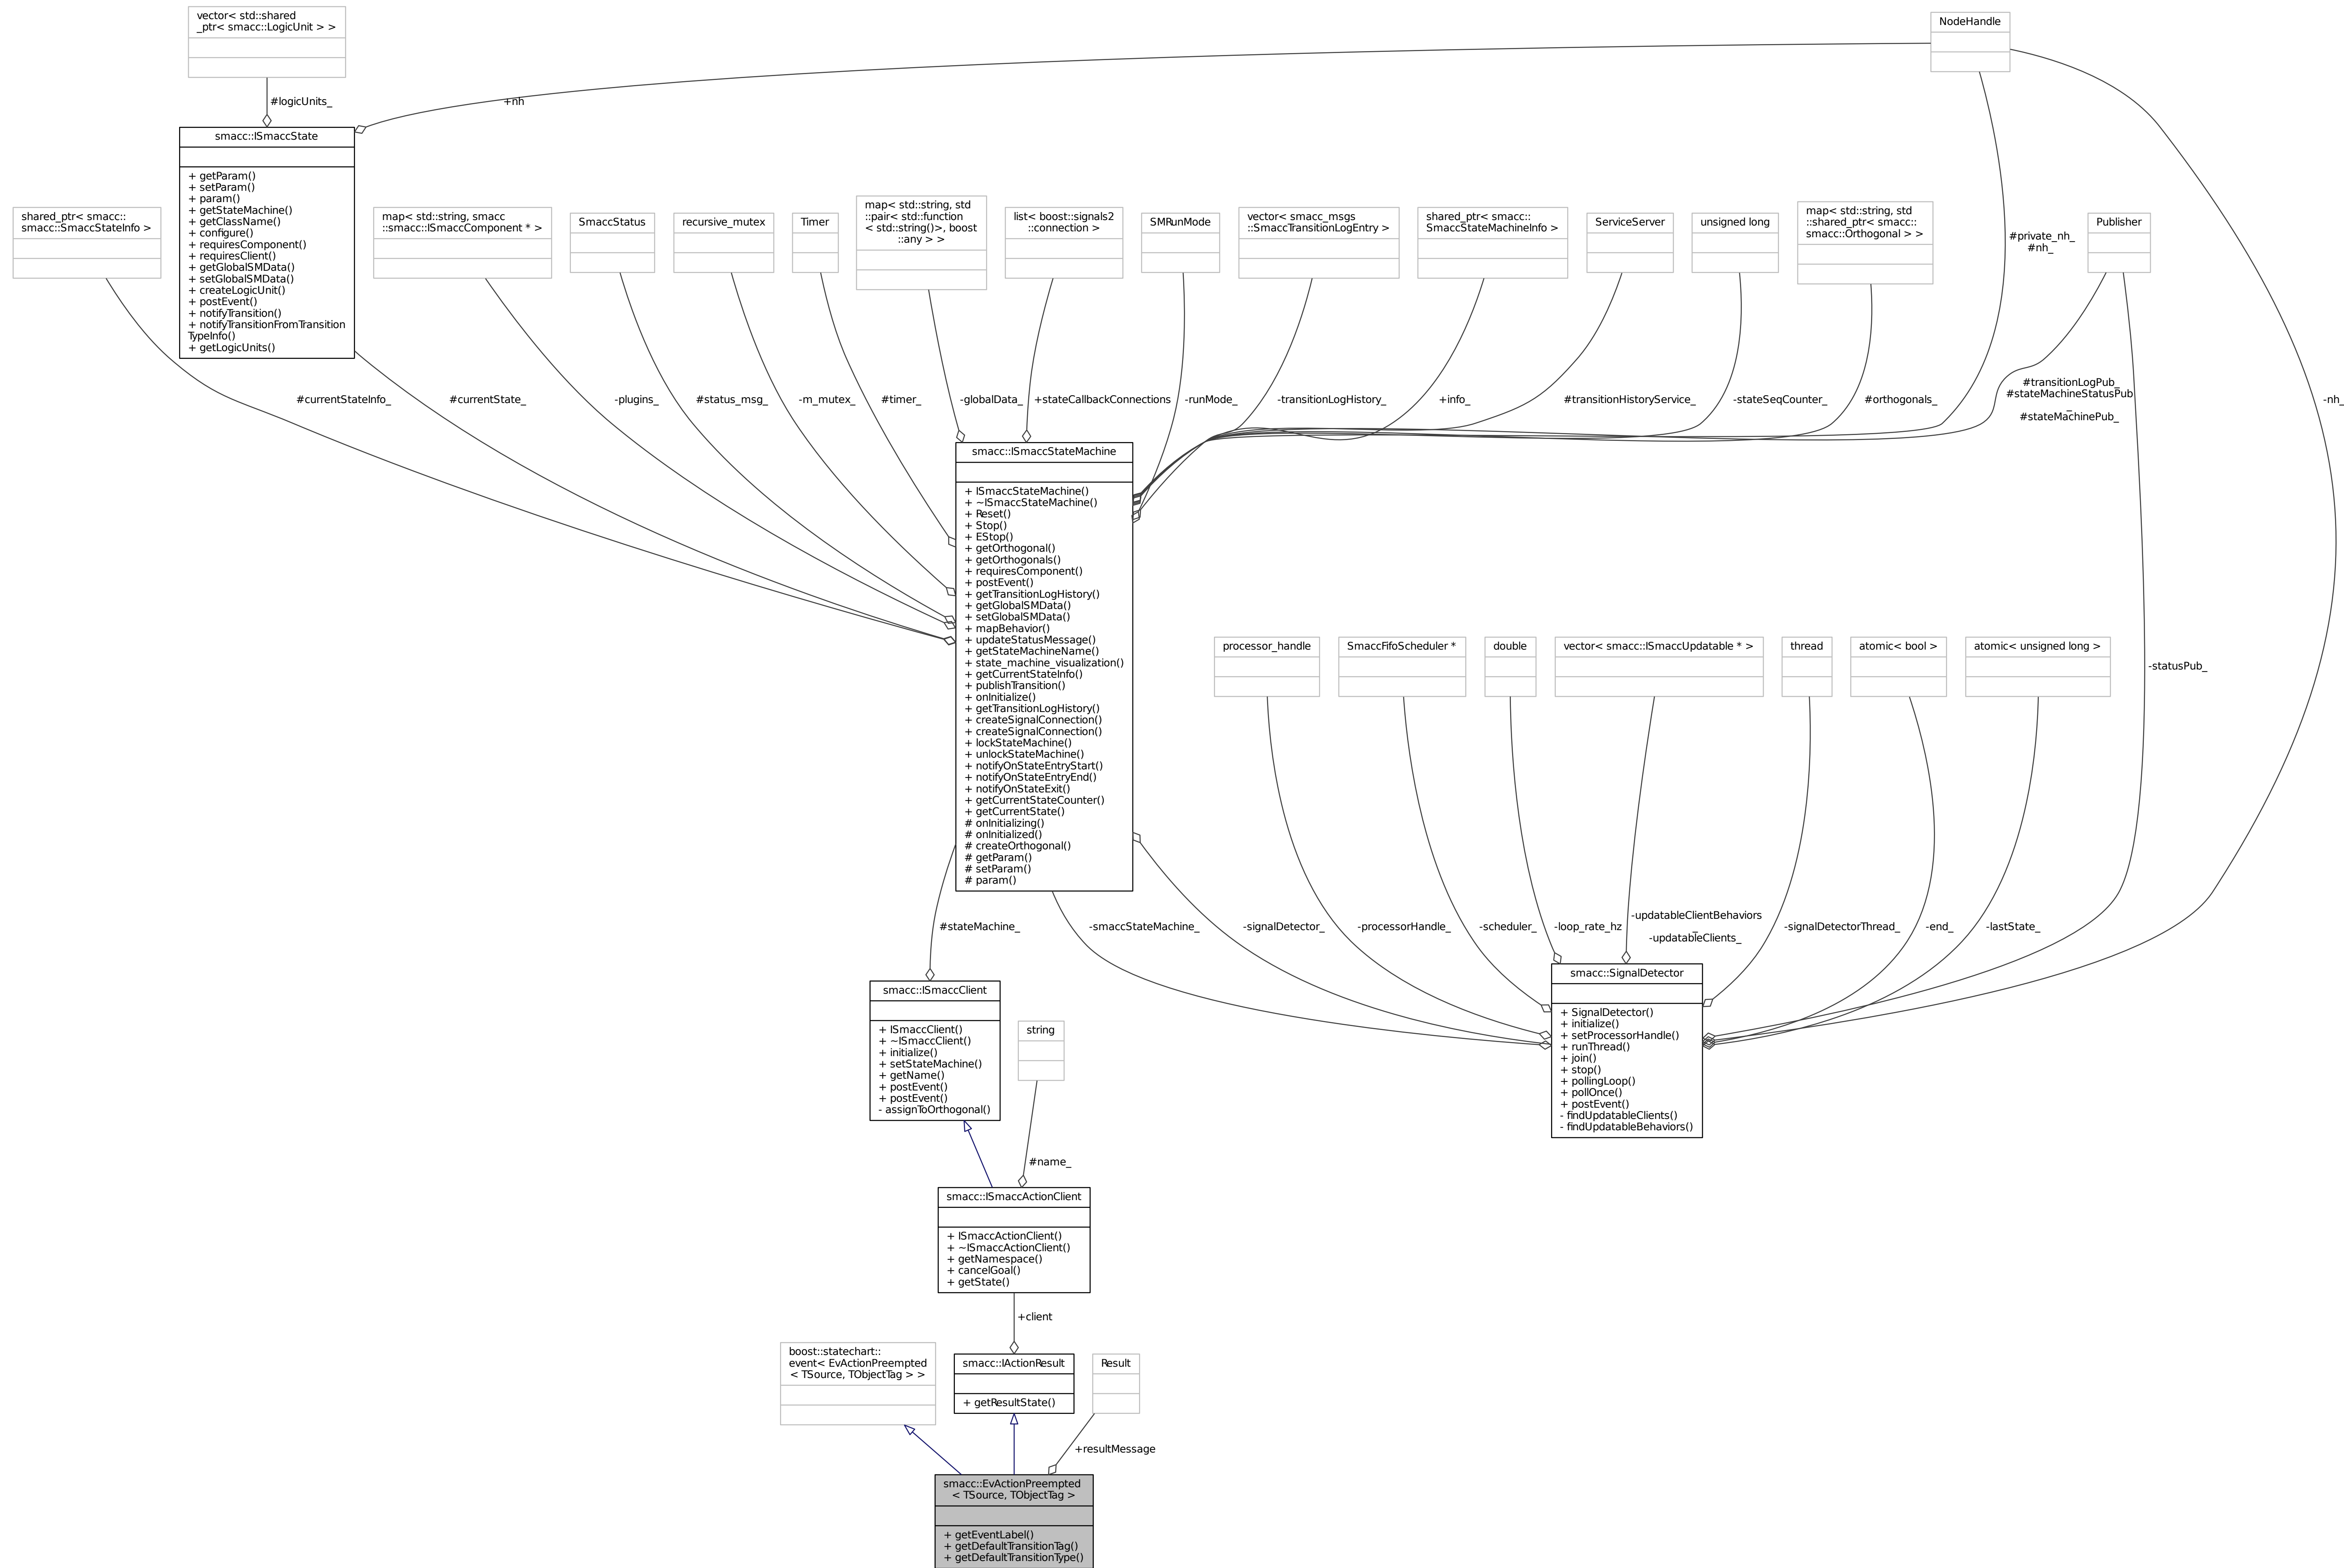 vector< std::shared
_ptr< smacc::LogicUnit > >
NodeHandle
#logicUnits_
+nh
smacc::ISmaccState
+ getParam()
+ setParam()
+ param()
+ getStateMachine()
+ getClassName()
+ configure()
+ requiresComponent()
+ requiresClient()
+ getGlobalSMData()
+ setGlobalSMData()
+ createLogicUnit()
+ postEvent()
+ notifyTransition()
+ notifyTransitionFromTransition
TypeInfo()
+ getLogicUnits()
shared_ptr< smacc::
smacc::SmaccStateInfo >
map< std::string, smacc
::smacc::ISmaccComponent * >
SmaccStatus
recursive_mutex
Timer
map< std::string, std
::pair< std::function
< std::string()>, boost
::any > >
list< boost::signals2
::connection >
SMRunMode
vector< smacc_msgs
::SmaccTransitionLogEntry >
shared_ptr< smacc::
SmaccStateMachineInfo >
ServiceServer
unsigned long
map< std::string, std
::shared_ptr< smacc::
smacc::Orthogonal > >
#private_nh_
#nh_
Publisher
#currentStateInfo_
#currentState_
-plugins_
#status_msg_
-m_mutex_
#timer_
-globalData_
+stateCallbackConnections
-runMode_
-transitionLogHistory_
+info_
#transitionHistoryService_
-stateSeqCounter_
#orthogonals_
#transitionLogPub_
#stateMachineStatusPub
_
#stateMachinePub_
-nh_
smacc::ISmaccStateMachine
+ ISmaccStateMachine()
+ ~ISmaccStateMachine()
+ Reset()
+ Stop()
+ EStop()
+ getOrthogonal()
+ getOrthogonals()
+ requiresComponent()
+ postEvent()
+ getTransitionLogHistory()
+ getGlobalSMData()
+ setGlobalSMData()
+ mapBehavior()
+ updateStatusMessage()
+ getStateMachineName()
+ state_machine_visualization()
+ getCurrentStateInfo()
+ publishTransition()
+ onInitialize()
+ getTransitionLogHistory()
+ createSignalConnection()
+ createSignalConnection()
+ lockStateMachine()
+ unlockStateMachine()
+ notifyOnStateEntryStart()
+ notifyOnStateEntryEnd()
+ notifyOnStateExit()
+ getCurrentStateCounter()
+ getCurrentState()
# onInitializing()
# onInitialized()
# createOrthogonal()
# getParam()
# setParam()
# param()
processor_handle
SmaccFifoScheduler *
double
vector< smacc::ISmaccUpdatable * >
thread
atomic< bool >
atomic< unsigned long >
-statusPub_
#stateMachine_
-smaccStateMachine_
-signalDetector_
-processorHandle_
-scheduler_
-loop_rate_hz
-updatableClientBehaviors
_
-updatableClients_
-signalDetectorThread_
-end_
-lastState_
smacc::SignalDetector
+ SignalDetector()
+ initialize()
+ setProcessorHandle()
+ runThread()
+ join()
+ stop()
+ pollingLoop()
+ pollOnce()
+ postEvent()
- findUpdatableClients()
- findUpdatableBehaviors()
smacc::ISmaccClient
+ ISmaccClient()
+ ~ISmaccClient()
+ initialize()
+ setStateMachine()
+ getName()
+ postEvent()
+ postEvent()
- assignToOrthogonal()
string
#name_
smacc::ISmaccActionClient
+ ISmaccActionClient()
+ ~ISmaccActionClient()
+ getNamespace()
+ cancelGoal()
+ getState()
+client
boost::statechart::
event< EvActionPreempted
< TSource, TObjectTag > >
smacc::IActionResult
+ getResultState()
Result
+resultMessage
smacc::EvActionPreempted
< TSource, TObjectTag >
+ getEventLabel()
+ getDefaultTransitionTag()
+ getDefaultTransitionType()